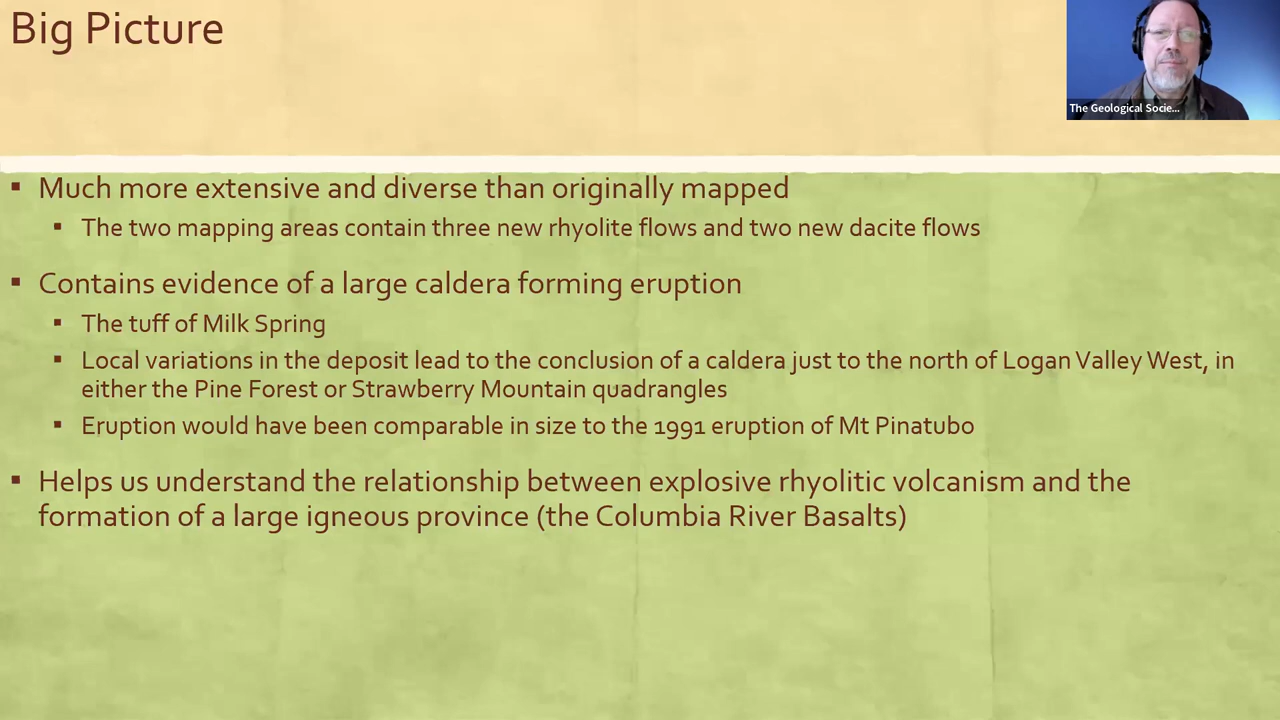 Big Picture
The Geological Socie...
▪ Much more extensive and diverse than originally mapped
▪ The two mapping areas contain three new rhyolite flows and two new dacite flows
▪ Contains evidence of a large caldera forming eruption
▪ The tuff of Milk Spring
▪ Local variations in the deposit lead to the conclusion of a caldera just to the north of Logan Valley West, in
either the Pine Forest or Strawberry Mountain quadrangles
▪ Eruption would have been comparable in size to the 1991 eruption of Mt Pinatubo
▪ Helps us understand the relationship between explosive rhyolitic volcanism and the
formation of a large igneous province (the Columbia River Basalts)